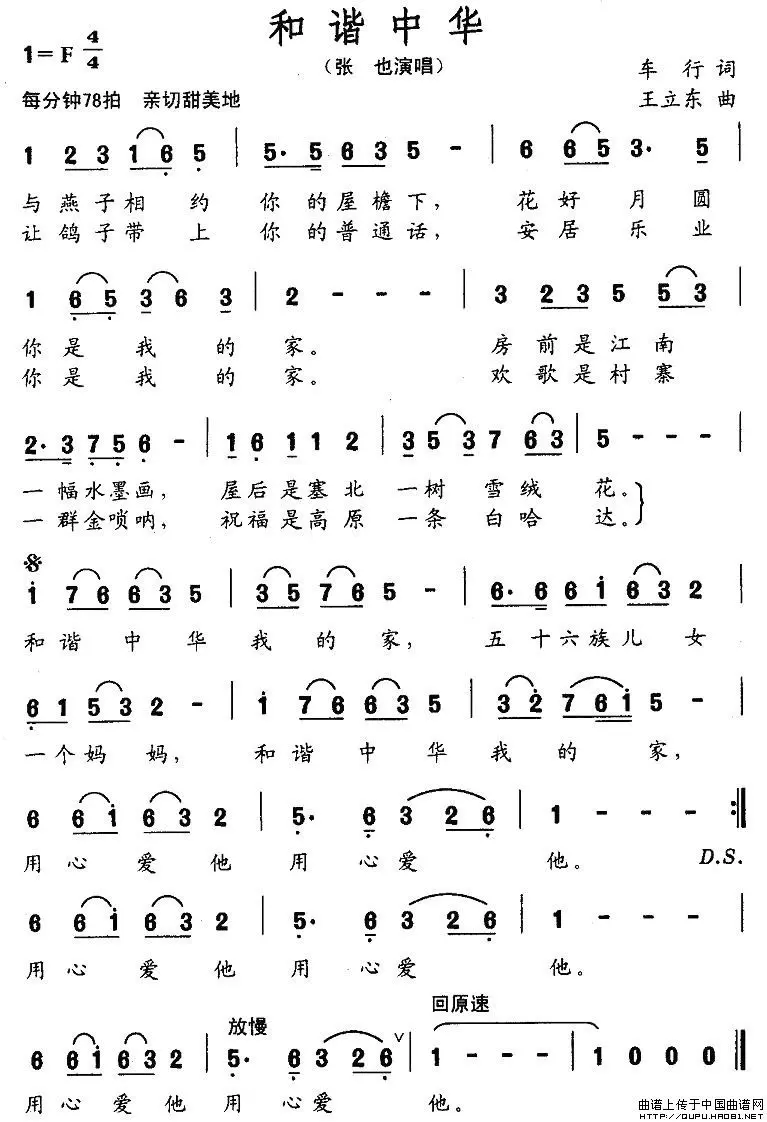 和谐中华
1=F 4/4
(张 也演唱)
车 行 词
每分钟78拍 亲切甜美地
王立东 曲
1 2 3 1 6 5 | 5· 5 6 3 5 - | 6 6 5 3· 5 |
与燕子相 约 你的屋檐下, 花好 月圆
让鸽子带 上 你的普通话, 安居 乐业
1 6 5 3 6 3 | 2 - - - | 3 2 3 5 5 3 |
你是 我 的 家。 房 前是江南
你是 我 的 家。 欢 歌是村寨
2· 3 7 5 6 - | 1 6 1 1 2 | 3 5 3 7 6 3 | 5 - - - |
一幅水墨画, 屋后是塞北 一树 雪绒 花。
一群金唢呐, 祝福是高原 一条 白哈 达。
1 7 6 6 3 5 | 3 5 7 6 5 - | 6· 6 6 1 6 3 2 |
和谐 中 华 我 的 家, 五 十六族儿 女
6 1 5 3 2 - | 1 7 6 6 3 5 | 3 2 7 6 1 5 - |
一个妈 妈, 和 谐 中 华 我 的 家,
6 6 1 6 3 2 | 5· 6 3 2 6 | 1 - - - :‖
用心 爱 他 用 心爱 他。 D.S.
6 6 1 6 3 2 | 5· 6 3 2 6 | 1 - - - |
用心 爱 他 用 心爱 他。
放慢 回原速
6 6 1 6 3 2 | 5· 6 3 2 6 ∨ | 1 - - - | 1 0 0 0 ‖
用心 爱他 用 心爱 他。
曲谱上传于中国曲谱网
HTTP://QUPU.HAO81.NET